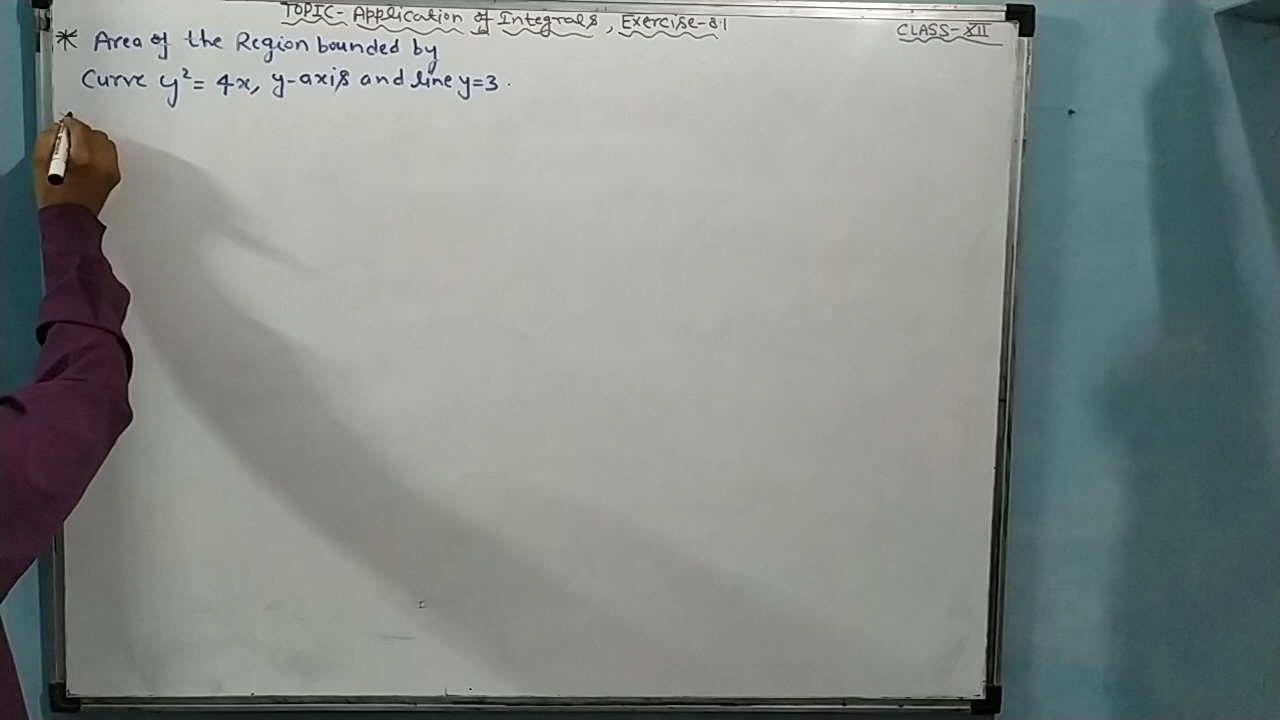 TOPIC- Application of Integrals, Exercise-8.1
CLASS-XII
* Area of the Region bounded by
Curve y²= 4x, y-axis and line y=3.